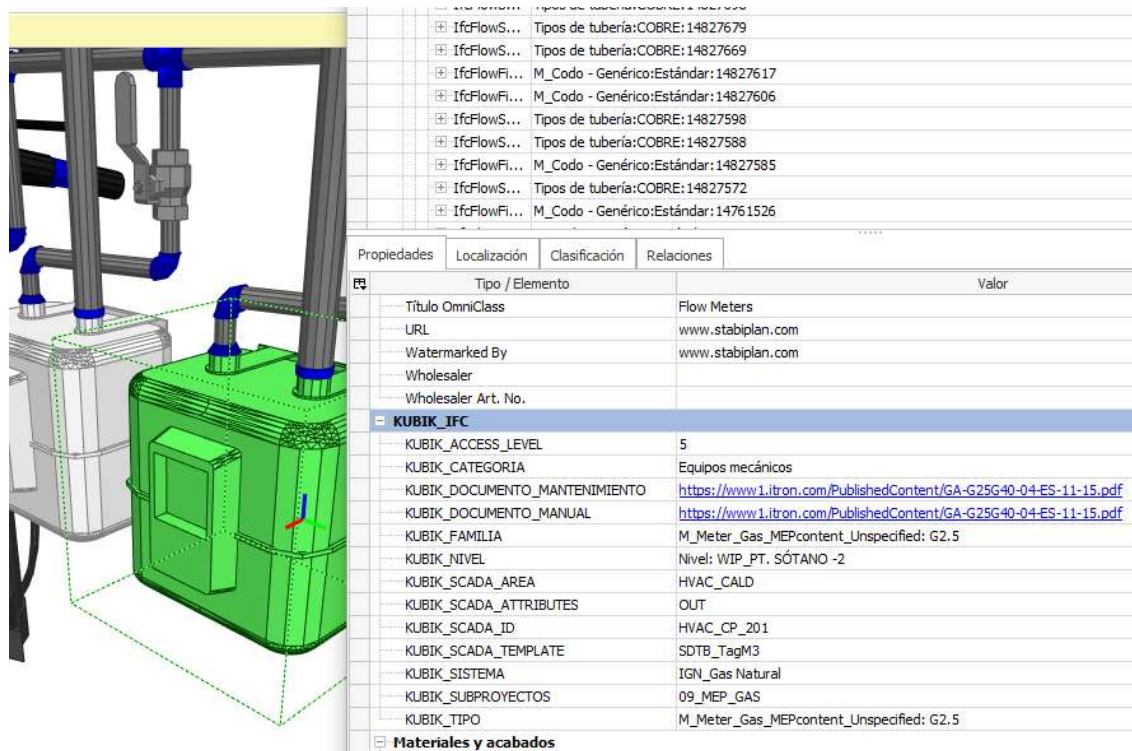 IfcFlowS... Tipos de tubería:COBRE:14827679
IfcFlowS... Tipos de tubería:COBRE:14827669
IfcFlowFi... M_Codo - Genérico:Estándar:14827617
IfcFlowFi... M_Codo - Genérico:Estándar:14827606
IfcFlowS... Tipos de tubería:COBRE:14827598
IfcFlowS... Tipos de tubería:COBRE:14827588
IfcFlowFi... M_Codo - Genérico:Estándar:14827585
IfcFlowS... Tipos de tubería:COBRE:14827572
IfcFlowFi... M_Codo - Genérico:Estándar:14761526
Propiedades Localización Clasificación Relaciones
Tipo / Elemento Valor
Título OmniClass Flow Meters
URL www.stabiplan.com
Watermarked By www.stabiplan.com
Wholesaler
Wholesaler Art. No.
KUBIK_IFC
KUBIK_ACCESS_LEVEL 5
KUBIK_CATEGORIA Equipos mecánicos
KUBIK_DOCUMENTO_MANTENIMIENTO https://www1.itron.com/PublishedContent/GA-G25G40-04-ES-11-15.pdf
KUBIK_DOCUMENTO_MANUAL https://www1.itron.com/PublishedContent/GA-G25G40-04-ES-11-15.pdf
KUBIK_FAMILIA M_Meter_Gas_MEPcontent_Unspecified: G2.5
KUBIK_NIVEL Nivel: WIP_PT. SÓTANO -2
KUBIK_SCADA_AREA HVAC_CALD
KUBIK_SCADA_ATTRIBUTES OUT
KUBIK_SCADA_ID HVAC_CP_201
KUBIK_SCADA_TEMPLATE SDTB_TagM3
KUBIK_SISTEMA IGN_Gas Natural
KUBIK_SUBPROYECTOS 09_MEP_GAS
KUBIK_TIPO M_Meter_Gas_MEPcontent_Unspecified: G2.5
Materiales y acabados